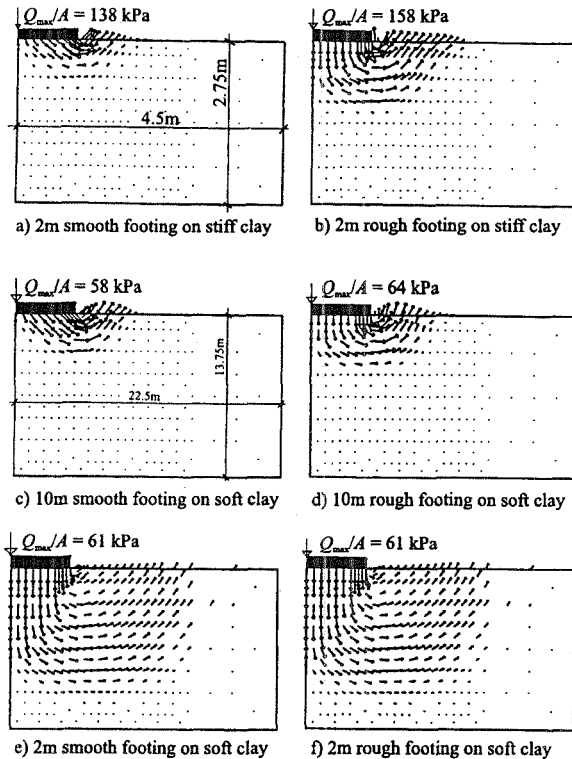 Qmax/A = 138 kPa
158 kPa
2.75m
4.5m
a) 2m smooth footing on stiff clay
b) 2m rough footing on stiff clay
Qmax/A = 58 kPa
Qmax/A = 64 kPa
13.75m
22.5m
c) 10m smooth footing on soft clay
d) 10m rough footing on soft clay
Qmax/A = 61 kPa
Qmax/A = 61 kPa
e) 2m smooth footing on soft clay
f) 2m rough footing on soft clay